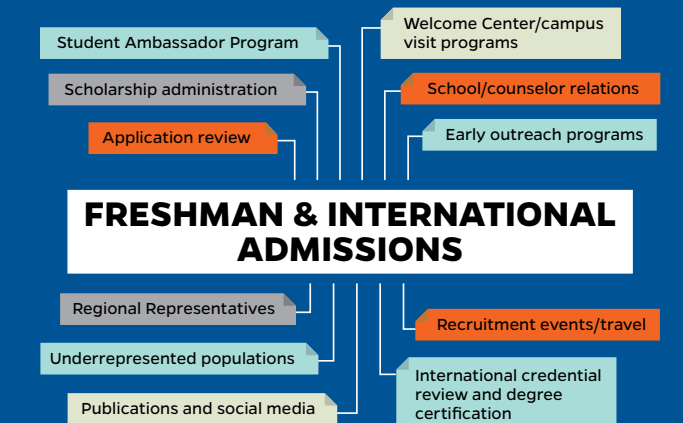 Student Ambassador Program
Welcome Center/campus
visit programs
Scholarship administration
School/counselor relations
Application review
Early outreach programs
FRESHMAN & INTERNATIONAL
ADMISSIONS
Regional Representatives
Recruitment events/travel
Underrepresented populations
International credential
review and degree
certification
Publications and social media